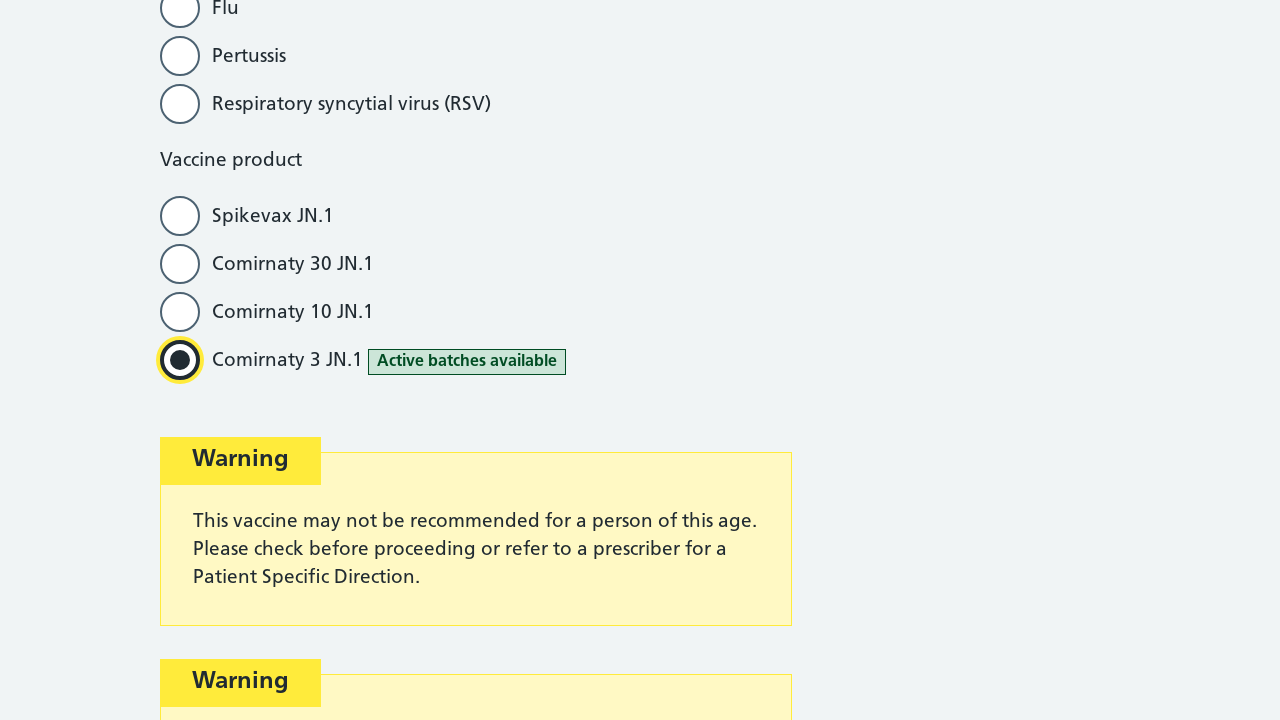 Flu
Pertussis
Respiratory syncytial virus (RSV)
Vaccine product
Spikevax JN.1
Comirnaty 30 JN.1
Comirnaty 10 JN.1
Comirnaty 3 JN.1 Active batches available
Warning
This vaccine may not be recommended for a person of this age.
Please check before proceeding or refer to a prescriber for a
Patient Specific Direction.
Warning